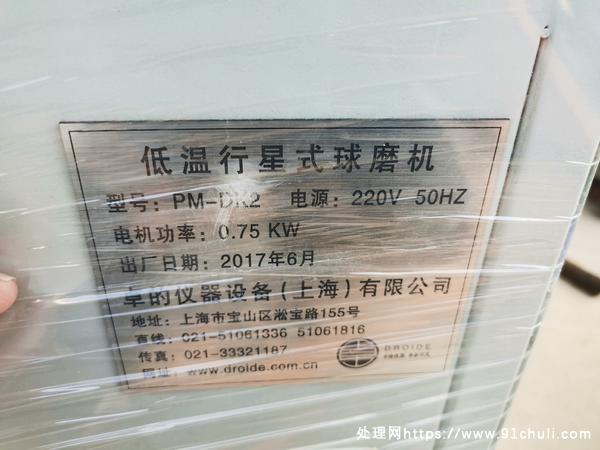 低温行星式球磨机
型号: PM-DK2 电源: 220V 50HZ
电机功率: 0.75 KW
出厂日期: 2017年6月
卓的仪器设备(上海)有限公司
地址: 上海市宝山区淞宝路155号
直线: 021-51061336 51061816
传真: 021-33321187
网址: www.droide.com.cn
DROIDE
处理网https://www.91chuli.com